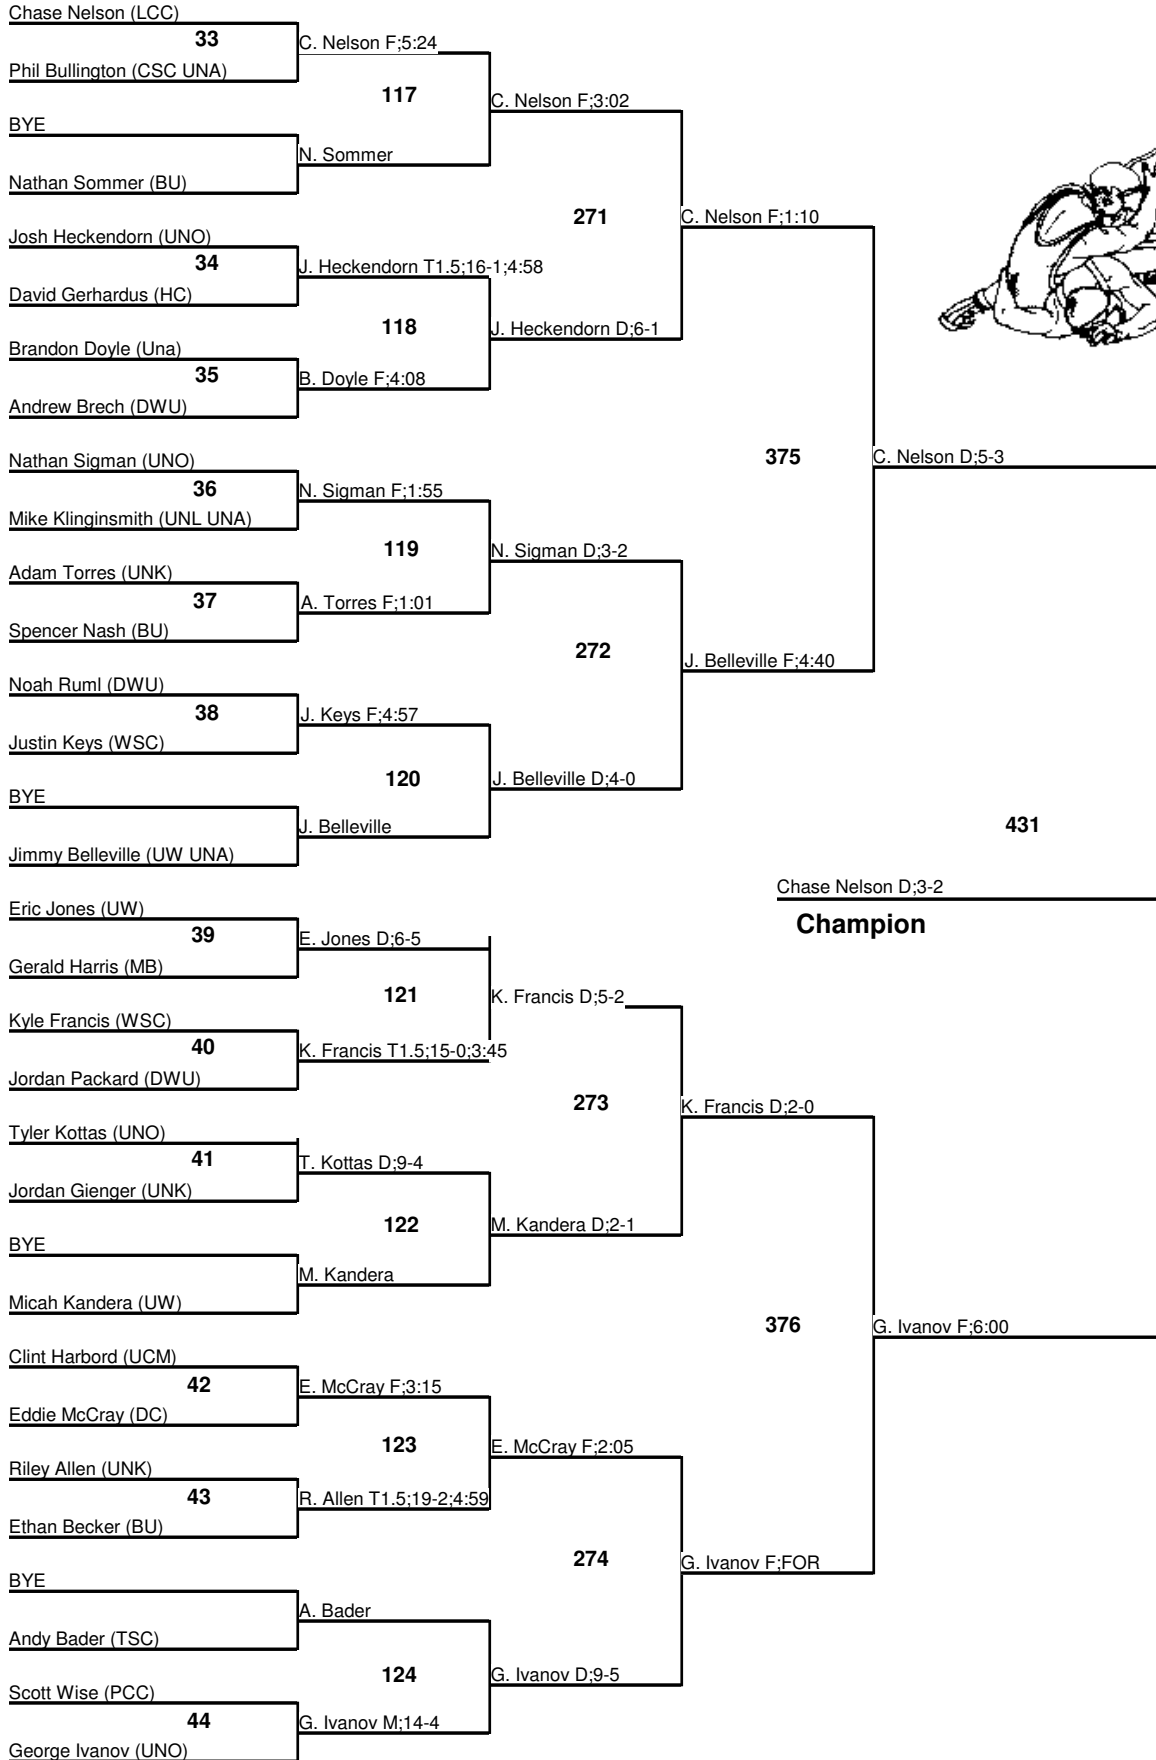 Chase Nelson (LCC)
33
C. Nelson F;5:24
Phil Bullington (CSC UNA)
117
C. Nelson F;3:02
BYE
N. Sommer
Nathan Sommer (BU)
271
C. Nelson F;1:10
Josh Heckendorn (UNO)
34
J. Heckendorn T1.5;16-1;4:58
David Gerhardus (HC)
118
J. Heckendorn D;6-1
Brandon Doyle (Una)
35
B. Doyle F;4:08
Andrew Brech (DWU)
375
C. Nelson D;5-3
Nathan Sigman (UNO)
36
N. Sigman F;1:55
Mike Klinginsmith (UNL UNA)
119
N. Sigman D;3-2
Adam Torres (UNK)
37
A. Torres F;1:01
Spencer Nash (BU)
272
J. Belleville F;4:40
Noah Ruml (DWU)
38
J. Keys F;4:57
Justin Keys (WSC)
120
J. Belleville D;4-0
BYE
J. Belleville
Jimmy Belleville (UW UNA)
431
Chase Nelson D;3-2
Champion
Eric Jones (UW)
39
E. Jones D;6-5
Gerald Harris (MB)
121
K. Francis D;5-2
Kyle Francis (WSC)
40
K. Francis T1.5;15-0;3:45
Jordan Packard (DWU)
273
K. Francis D;2-0
Tyler Kottas (UNO)
41
T. Kottas D;9-4
Jordan Gienger (UNK)
122
M. Kandera D;2-1
BYE
M. Kandera
Micah Kandera (UW)
376
G. Ivanov F;6:00
Clint Harbord (UCM)
42
E. McCray F;3:15
Eddie McCray (DC)
123
E. McCray F;2:05
Riley Allen (UNK)
43
R. Allen T1.5;19-2;4:59
Ethan Becker (BU)
274
G. Ivanov F;FOR
BYE
A. Bader
Andy Bader (TSC)
124
G. Ivanov D;9-5
Scott Wise (PCC)
44
G. Ivanov M;14-4
George Ivanov (UNO)